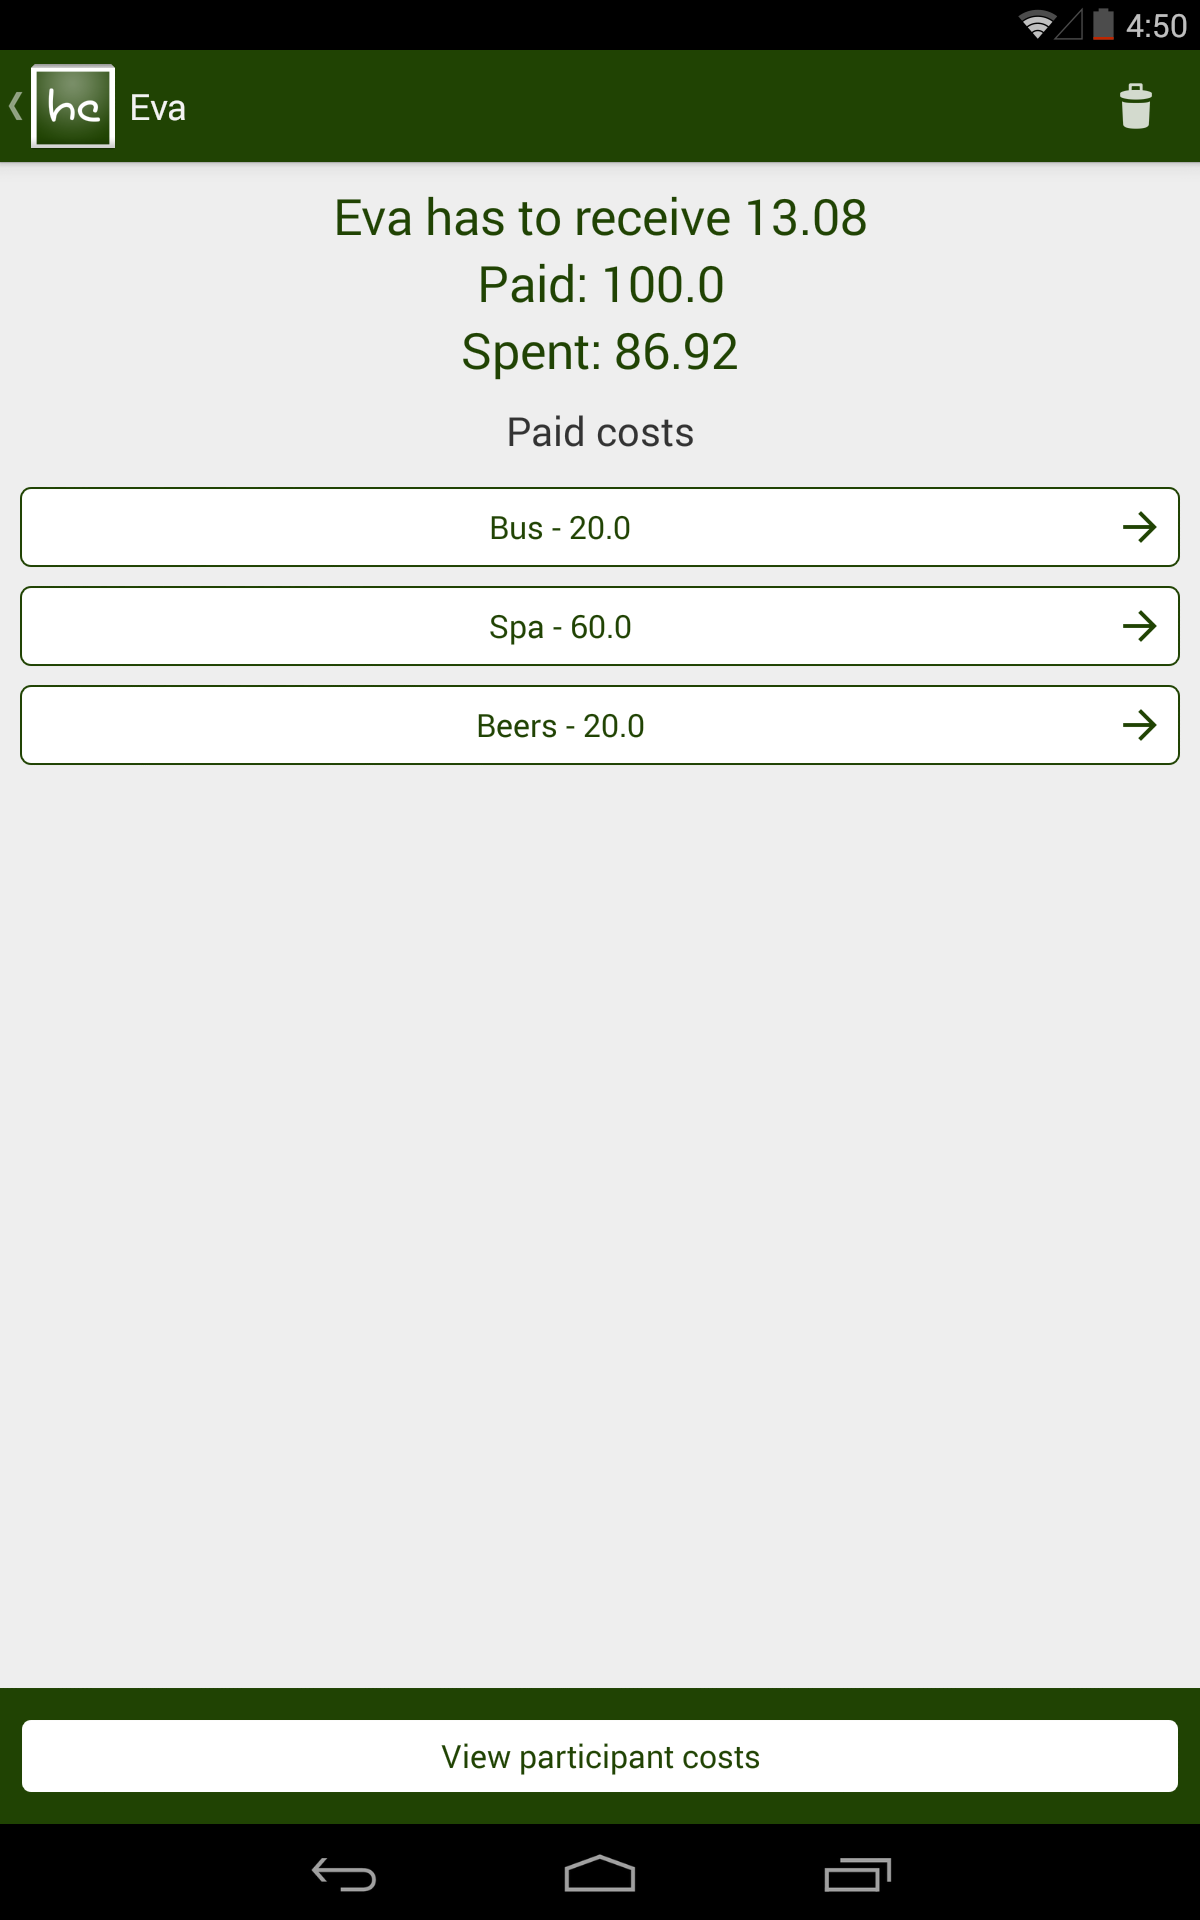 4:50
hc
Eva
Eva has to receive 13.08
Paid: 100.0
Spent: 86.92
Paid costs
Bus - 20.0
Spa - 60.0
Beers - 20.0
View participant costs